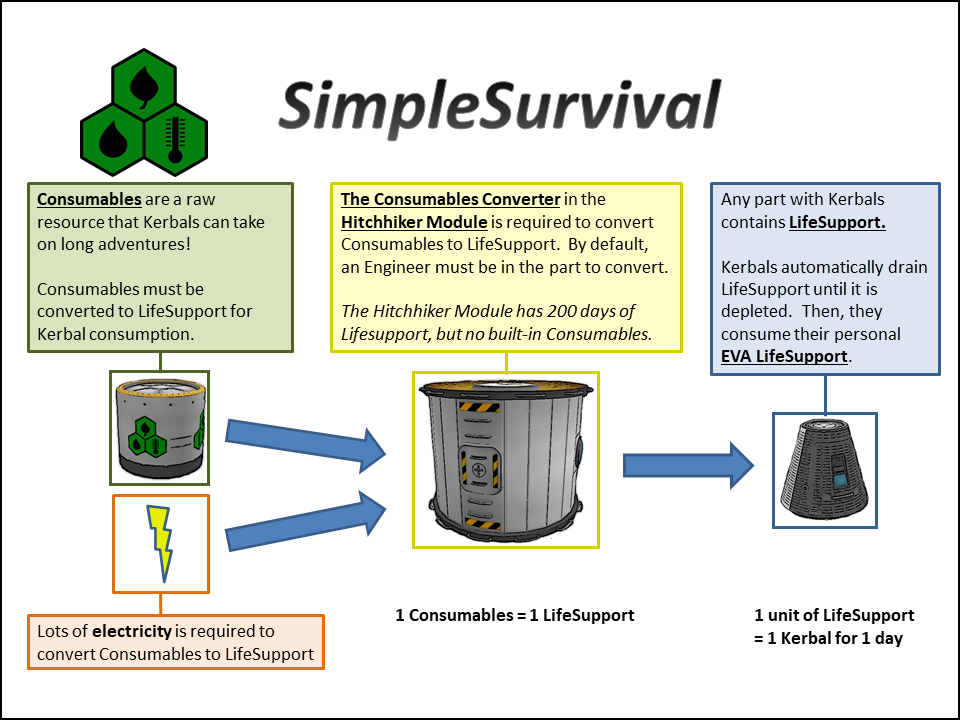 SimpleSurvival
Consumables are a raw
resource that Kerbals can take
on long adventures!
Consumables must be
converted to LifeSupport for
Kerbal consumption.
The Consumables Converter in the
Hitchhiker Module is required to convert
Consumables to LifeSupport. By default,
an Engineer must be in the part to convert.
The Hitchhiker Module has 200 days of
Lifesupport, but no built-in Consumables.
Any part with Kerbals
contains LifeSupport.
Kerbals automatically drain
LifeSupport until it is
depleted. Then, they
consume their personal
EVA LifeSupport.
Lots of electricity is required to
convert Consumables to LifeSupport
1 Consumables = 1 LifeSupport
1 unit of LifeSupport
= 1 Kerbal for 1 day